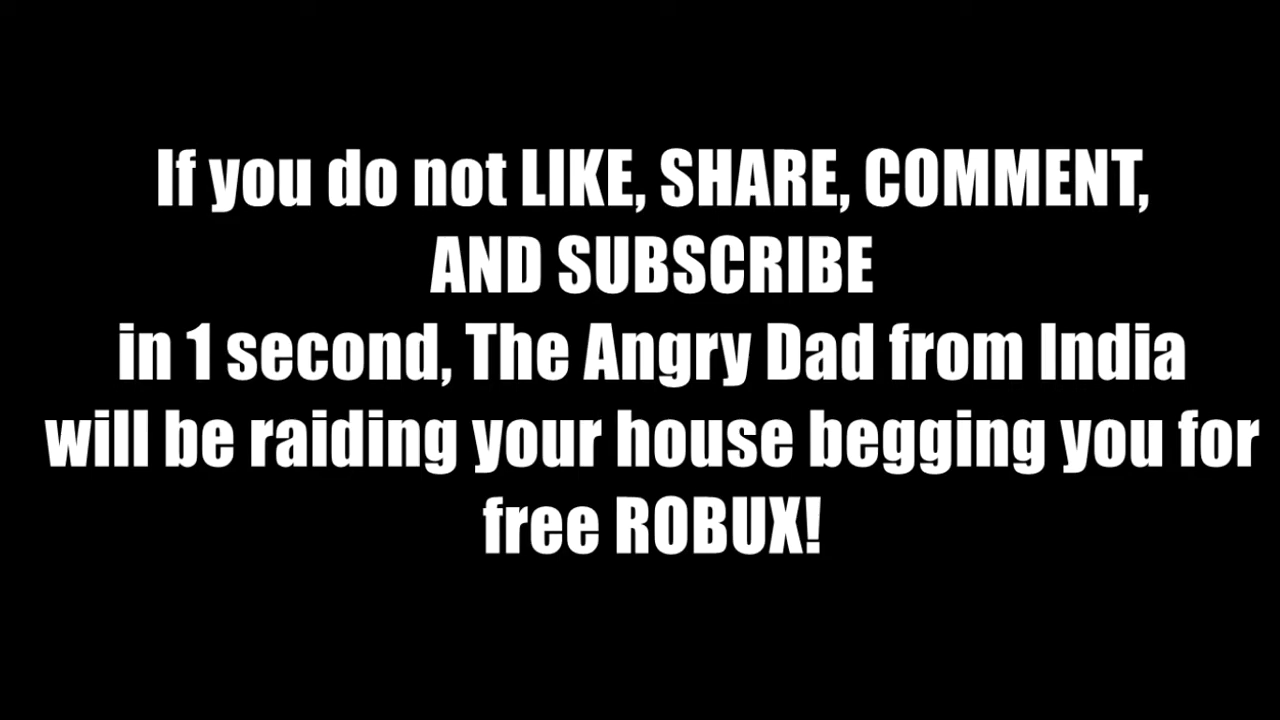 If you do not LIKE, SHARE, COMMENT,
AND SUBSCRIBE
in 1 second, The Angry Dad from India
will be raiding your house begging you for
free ROBUX!